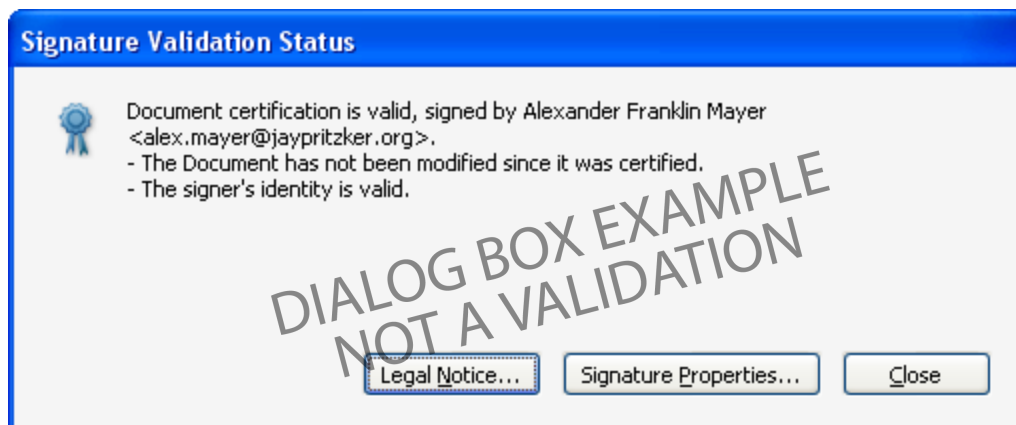 Signature Validation Status
Document certification is valid, signed by Alexander Franklin Mayer
<alex.mayer@jaypritzker.org>.
- The Document has not been modified since it was certified.
- The signer's identity is valid.
DIALOG BOX EXAMPLE
NOT A VALIDATION
Legal Notice... Signature Properties... Close